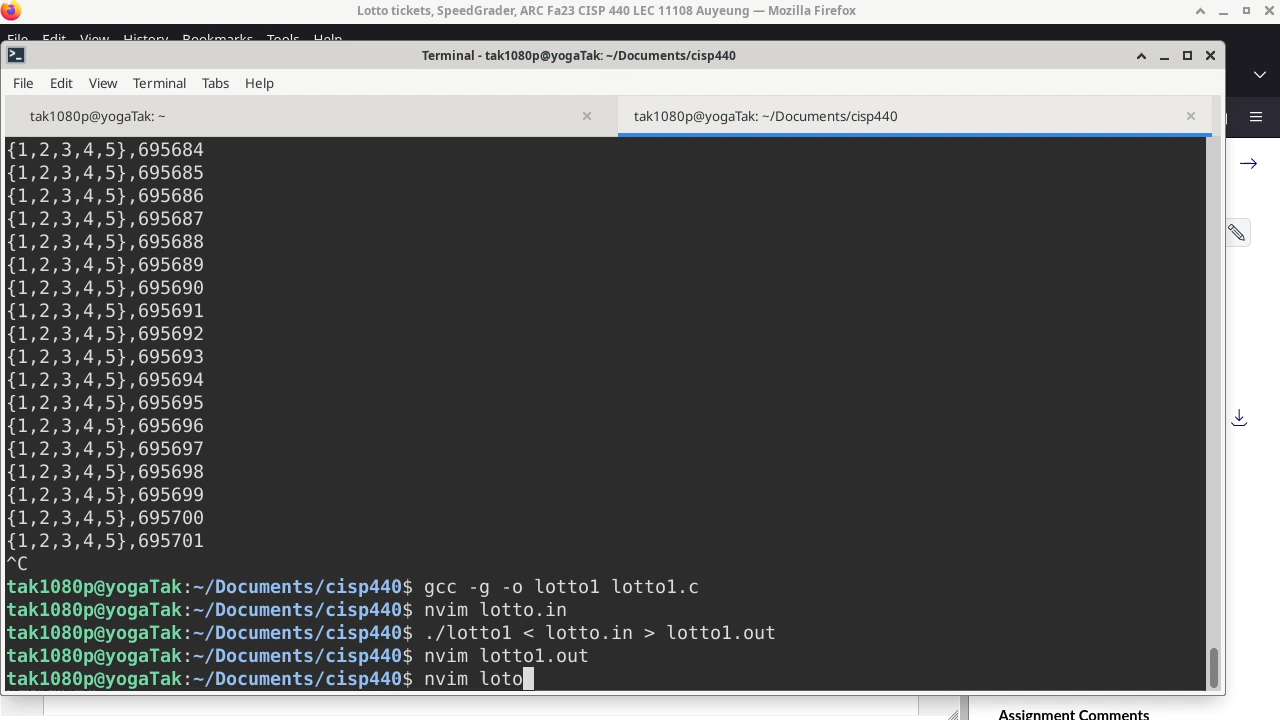 Lotto tickets, SpeedGrader, ARC Fa23 CISP 440 LEC 11108 Auyeung — Mozilla Firefox
File Edit View History Bookmarks Tools Help
Terminal - tak1080p@yogaTak: ~/Documents/cisp440
File Edit View Terminal Tabs Help
tak1080p@yogaTak: ~
tak1080p@yogaTak: ~/Documents/cisp440
{1,2,3,4,5},695684
{1,2,3,4,5},695685
{1,2,3,4,5},695686
{1,2,3,4,5},695687
{1,2,3,4,5},695688
{1,2,3,4,5},695689
{1,2,3,4,5},695690
{1,2,3,4,5},695691
{1,2,3,4,5},695692
{1,2,3,4,5},695693
{1,2,3,4,5},695694
{1,2,3,4,5},695695
{1,2,3,4,5},695696
{1,2,3,4,5},695697
{1,2,3,4,5},695698
{1,2,3,4,5},695699
{1,2,3,4,5},695700
{1,2,3,4,5},695701
^C
tak1080p@yogaTak:~/Documents/cisp440$ gcc -g -o lotto1 lotto1.c
tak1080p@yogaTak:~/Documents/cisp440$ nvim lotto.in
tak1080p@yogaTak:~/Documents/cisp440$ ./lotto1 < lotto.in > lotto1.out
tak1080p@yogaTak:~/Documents/cisp440$ nvim lotto1.out
tak1080p@yogaTak:~/Documents/cisp440$ nvim loto
Assignment Comments